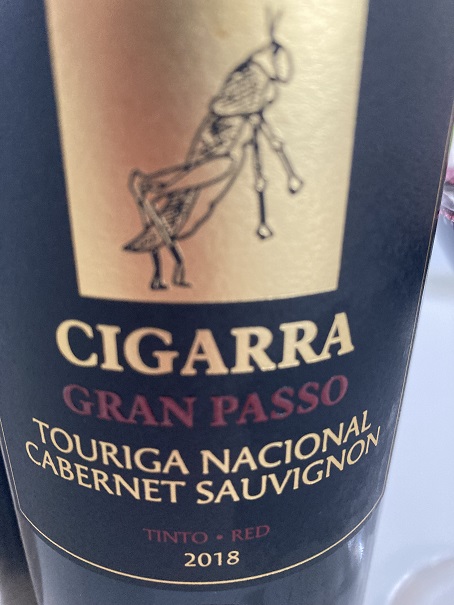 CIGARRA
GRAN PASSO
TOURIGA NACIONAL
CABERNET SAUVIGNON
TINTO • RED
2018